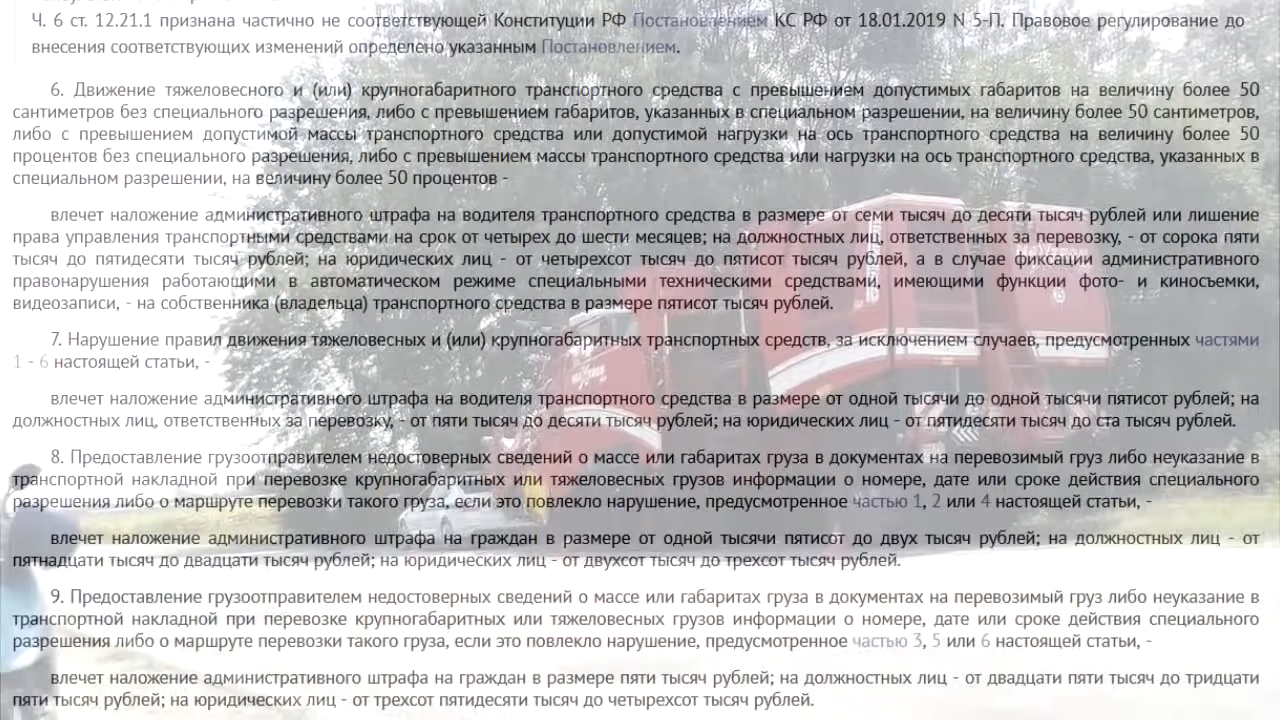 Ч. 6 ст. 12.21.1 признана частично не соответствующей Конституции РФ Постановлением КС РФ от 18.01.2019 N 5-П. Правовое регулирование до
внесения соответствующих изменений определено указанным Постановлением.
6. Движение тяжеловесного и (или) крупногабаритного транспортного средства с превышением допустимых габаритов на величину более 50
сантиметров без специального разрешения, либо с превышением габаритов, указанных в специальном разрешении, на величину более 50 сантиметров,
либо с превышением допустимой массы транспортного средства или допустимой нагрузки на ось транспортного средства на величину более 50
процентов без специального разрешения, либо с превышением массы транспортного средства или нагрузки на ось транспортного средства, указанных в
специальном разрешении, на величину более 50 процентов -
влечет наложение административного штрафа на водителя транспортного средства в размере от семи тысяч до десяти тысяч рублей или лишение
права управления транспортными средствами на срок от четырех до шести месяцев; на должностных лиц, ответственных за перевозку, - от сорока пяти
тысяч до пятидесяти тысяч рублей; на юридических лиц - от четырехсот тысяч до пятисот тысяч рублей, а в случае фиксации административного
правонарушения работающими в автоматическом режиме специальными техническими средствами, имеющими функции фото- и киносъемки,
видеозаписи, - на собственника (владельца) транспортного средства в размере пятисот тысяч рублей.
7. Нарушение правил движения тяжеловесных и (или) крупногабаритных транспортных средств, за исключением случаев, предусмотренных частями
1 - 6 настоящей статьи, -
влечет наложение административного штрафа на водителя транспортного средства в размере от одной тысячи до одной тысячи пятисот рублей; на
должностных лиц, ответственных за перевозку, - от пяти тысяч до десяти тысяч рублей; на юридических лиц - от пятидесяти тысяч до ста тысяч рублей.
8. Предоставление грузоотправителем недостоверных сведений о массе или габаритах груза в документах на перевозимый груз либо неуказание в
транспортной накладной при перевозке крупногабаритных или тяжеловесных грузов информации о номере, дате или сроке действия специального
разрешения либо о маршруте перевозки такого груза, если это повлекло нарушение, предусмотренное частью 1, 2 или 4 настоящей статьи, -
влечет наложение административного штрафа на граждан в размере от одной тысячи пятисот до двух тысяч рублей; на должностных лиц - от
пятнадцати тысяч до двадцати тысяч рублей; на юридических лиц - от двухсот тысяч до трехсот тысяч рублей.
9. Предоставление грузоотправителем недостоверных сведений о массе или габаритах груза в документах на перевозимый груз либо неуказание в
транспортной накладной при перевозке крупногабаритных или тяжеловесных грузов информации о номере, дате или сроке действия специального
разрешения либо о маршруте перевозки такого груза, если это повлекло нарушение, предусмотренное частью 3, 5 или 6 настоящей статьи, -
влечет наложение административного штрафа на граждан в размере пяти тысяч рублей; на должностных лиц - от двадцати пяти тысяч до тридцати
пяти тысяч рублей; на юридических лиц - от трехсот пятидесяти тысяч до четырехсот тысяч рублей.